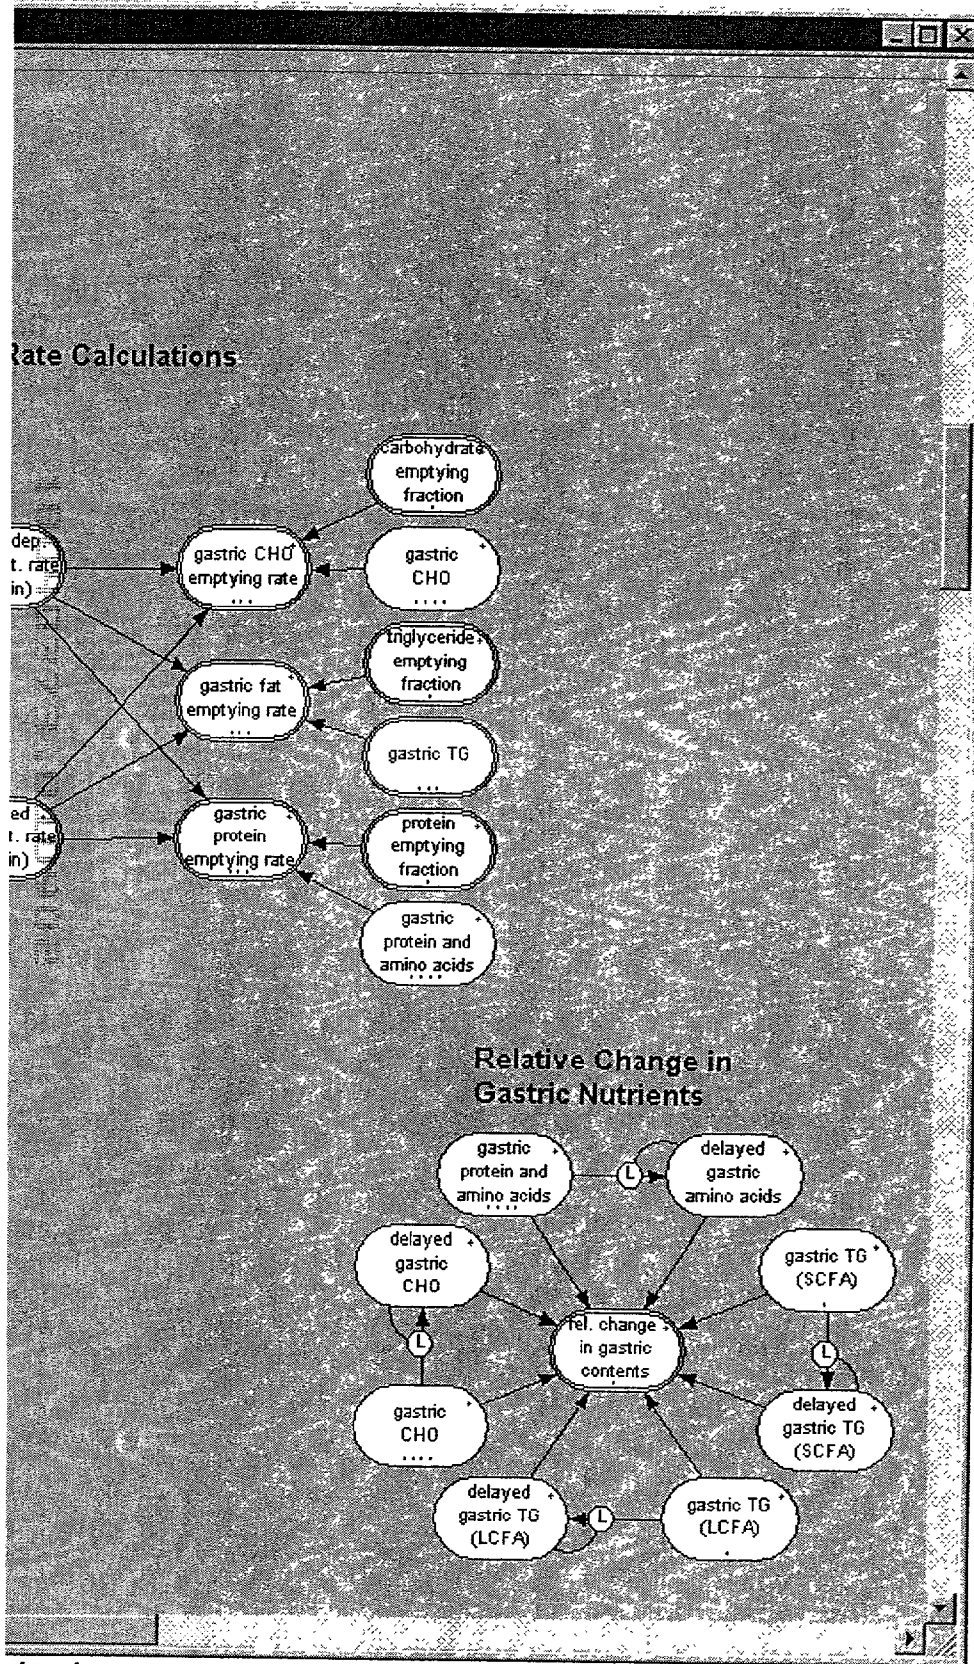 Rate Calculations
carbohydrate
emptying
fraction
dep.
t. rate
in)
gastric CHO
emptying rate
gastric
CHO
triglyceride
emptying
fraction
gastric fat
emptying rate
gastric TG
ed
t. rate
in)
gastric
protein
emptying rate
protein
emptying
fraction
gastric
protein and
amino acids
Relative Change in
Gastric Nutrients
gastric
protein and
amino acids
L
delayed
gastric
amino acids
delayed
gastric
CHO
gastric TG
(SCFA)
rel. change
in gastric
contents
L
L
gastric
CHO
delayed
gastric TG
(SCFA)
delayed
gastric TG
(LCFA)
L
gastric TG
(LCFA)